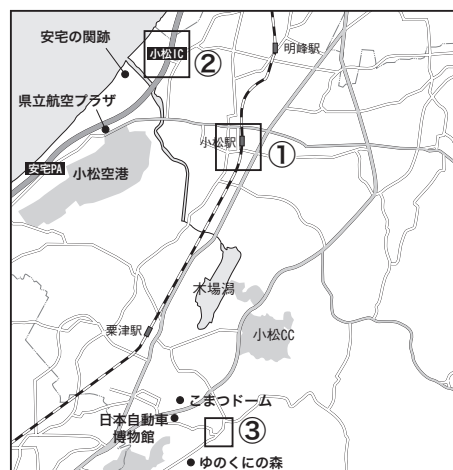 安宅の関跡
小松IC
②
明峰駅
県立航空プラザ
小松駅
①
安宅PA
小松空港
木場潟
粟津駅
小松CC
こまつドーム
日本自動車
博物館
③
ゆのくにの森